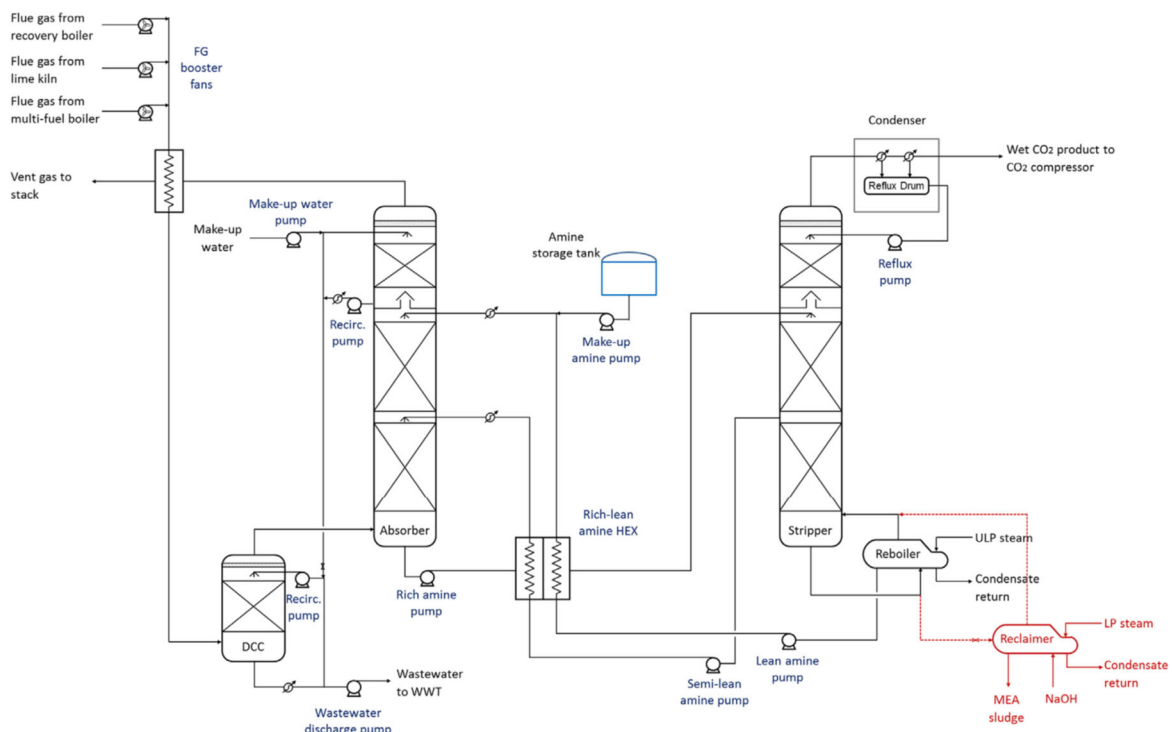 Flue gas from
recovery boiler
FG
booster
fans
Flue gas from
lime kiln
Flue gas from
multi-fuel boiler
Condenser
Wet CO2 product to
CO2 compressor
Reflux Drum
Vent gas to
stack
Make-up water
pump
Make-up
water
Amine
storage tank
Reflux
pump
Recirc.
pump
Make-up
amine pump
Rich-lean
amine HEX
Absorber
Stripper
ULP steam
Reboiler
Condensate
return
Recirc.
pump
Rich amine
pump
DCC
LP steam
Reclaimer
Lean amine
pump
Condensate
return
Wastewater
to WWT
Semi-lean
amine pump
MEA
sludge
NaOH
Wastewater
discharge pump